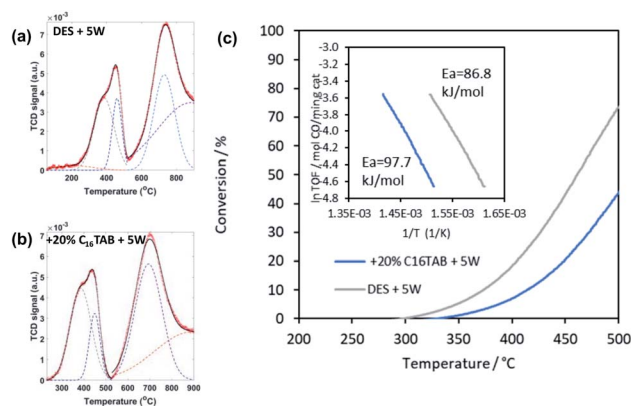 (a)
×10⁻³
DES + 5W
8
7
6
5
4
3
2
1
0
TCD signal (a.u.)
200
400
600
800
Temperature (°C)
(b)
×10⁻³
+20% C₁₆TAB + 5W
7
6
5
4
3
2
1
0
TCD signal (a.u.)
300
400
500
600
700
800
900
Temperature (°C)
(c)
100
90
80
70
60
50
40
30
20
10
0
Conversion / %
200
250
300
350
400
450
500
Temperature / °C
-3.0
-3.2
-3.4
-3.6
-3.8
-4.0
-4.2
-4.4
-4.6
-4.8
ln TOF / mol CO/min.g cat
Ea=86.8
kJ/mol
Ea=97.7
kJ/mol
1.35E-03
1.45E-03
1.55E-03
1.65E-03
1/T (1/K)
+20% C16TAB + 5W
DES + 5W